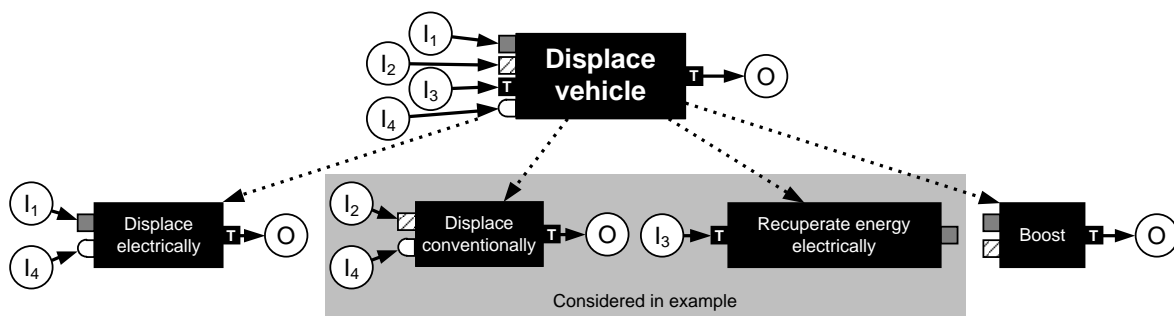 I1
I2
I3
I4
T
Displace
vehicle
T
O
I1
I4
Displace
electrically
T
O
I2
I4
Displace
conventionally
T
O
I3
T
Recuperate energy
electrically
Boost
T
O
Considered in example